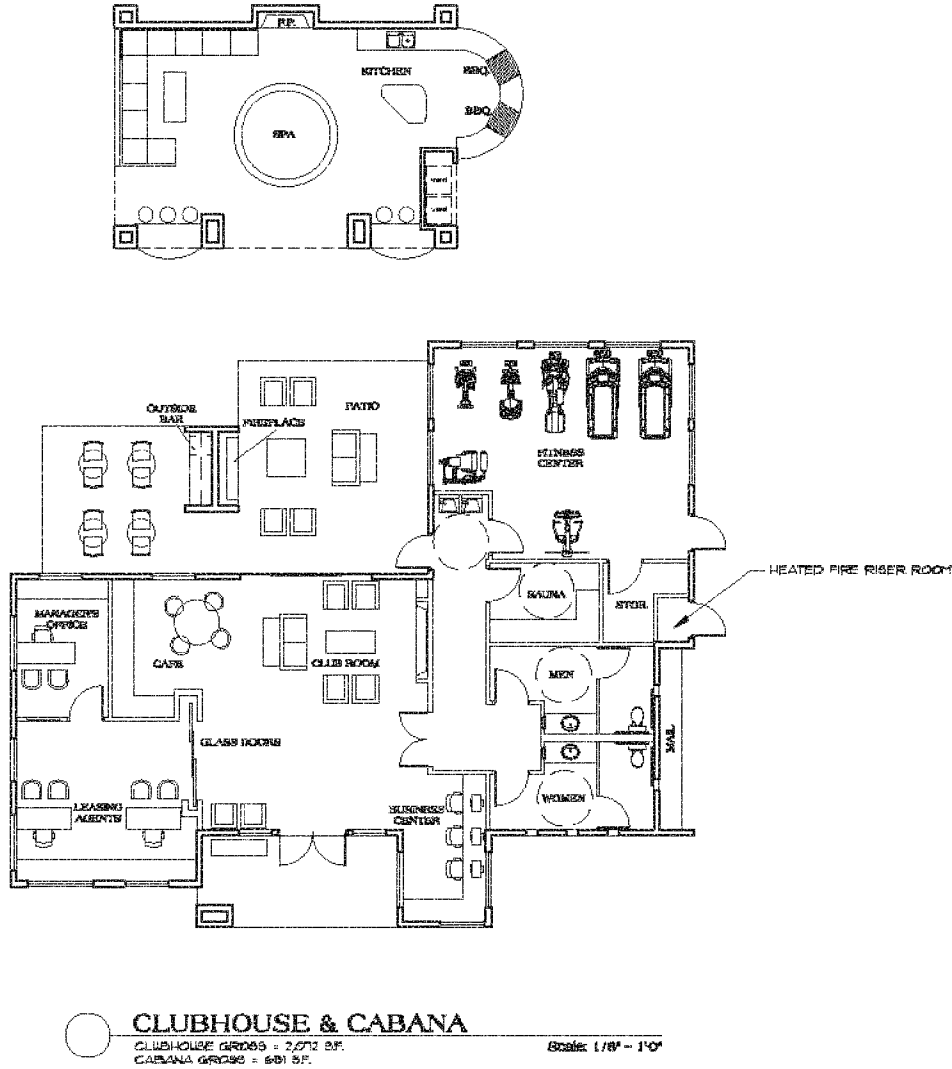 F.P.
KITCHEN
BBQ
BBQ
SPA
OUTSIDE
BAR
FIREPLACE
PATIO
FITNESS
CENTER
HEATED FIRE RISER ROOM
MANAGER'S
OFFICE
SAUNA
STOR.
CAFE
CLUB ROOM
MEN
GLASS DOORS
MAIL
LEASING
AGENTS
BUSINESS
CENTER
WOMEN
CLUBHOUSE & CABANA
CLUBHOUSE GROSS = 2,072 SF.
CABANA GROSS =
Scale: 1/8" = 1'0"